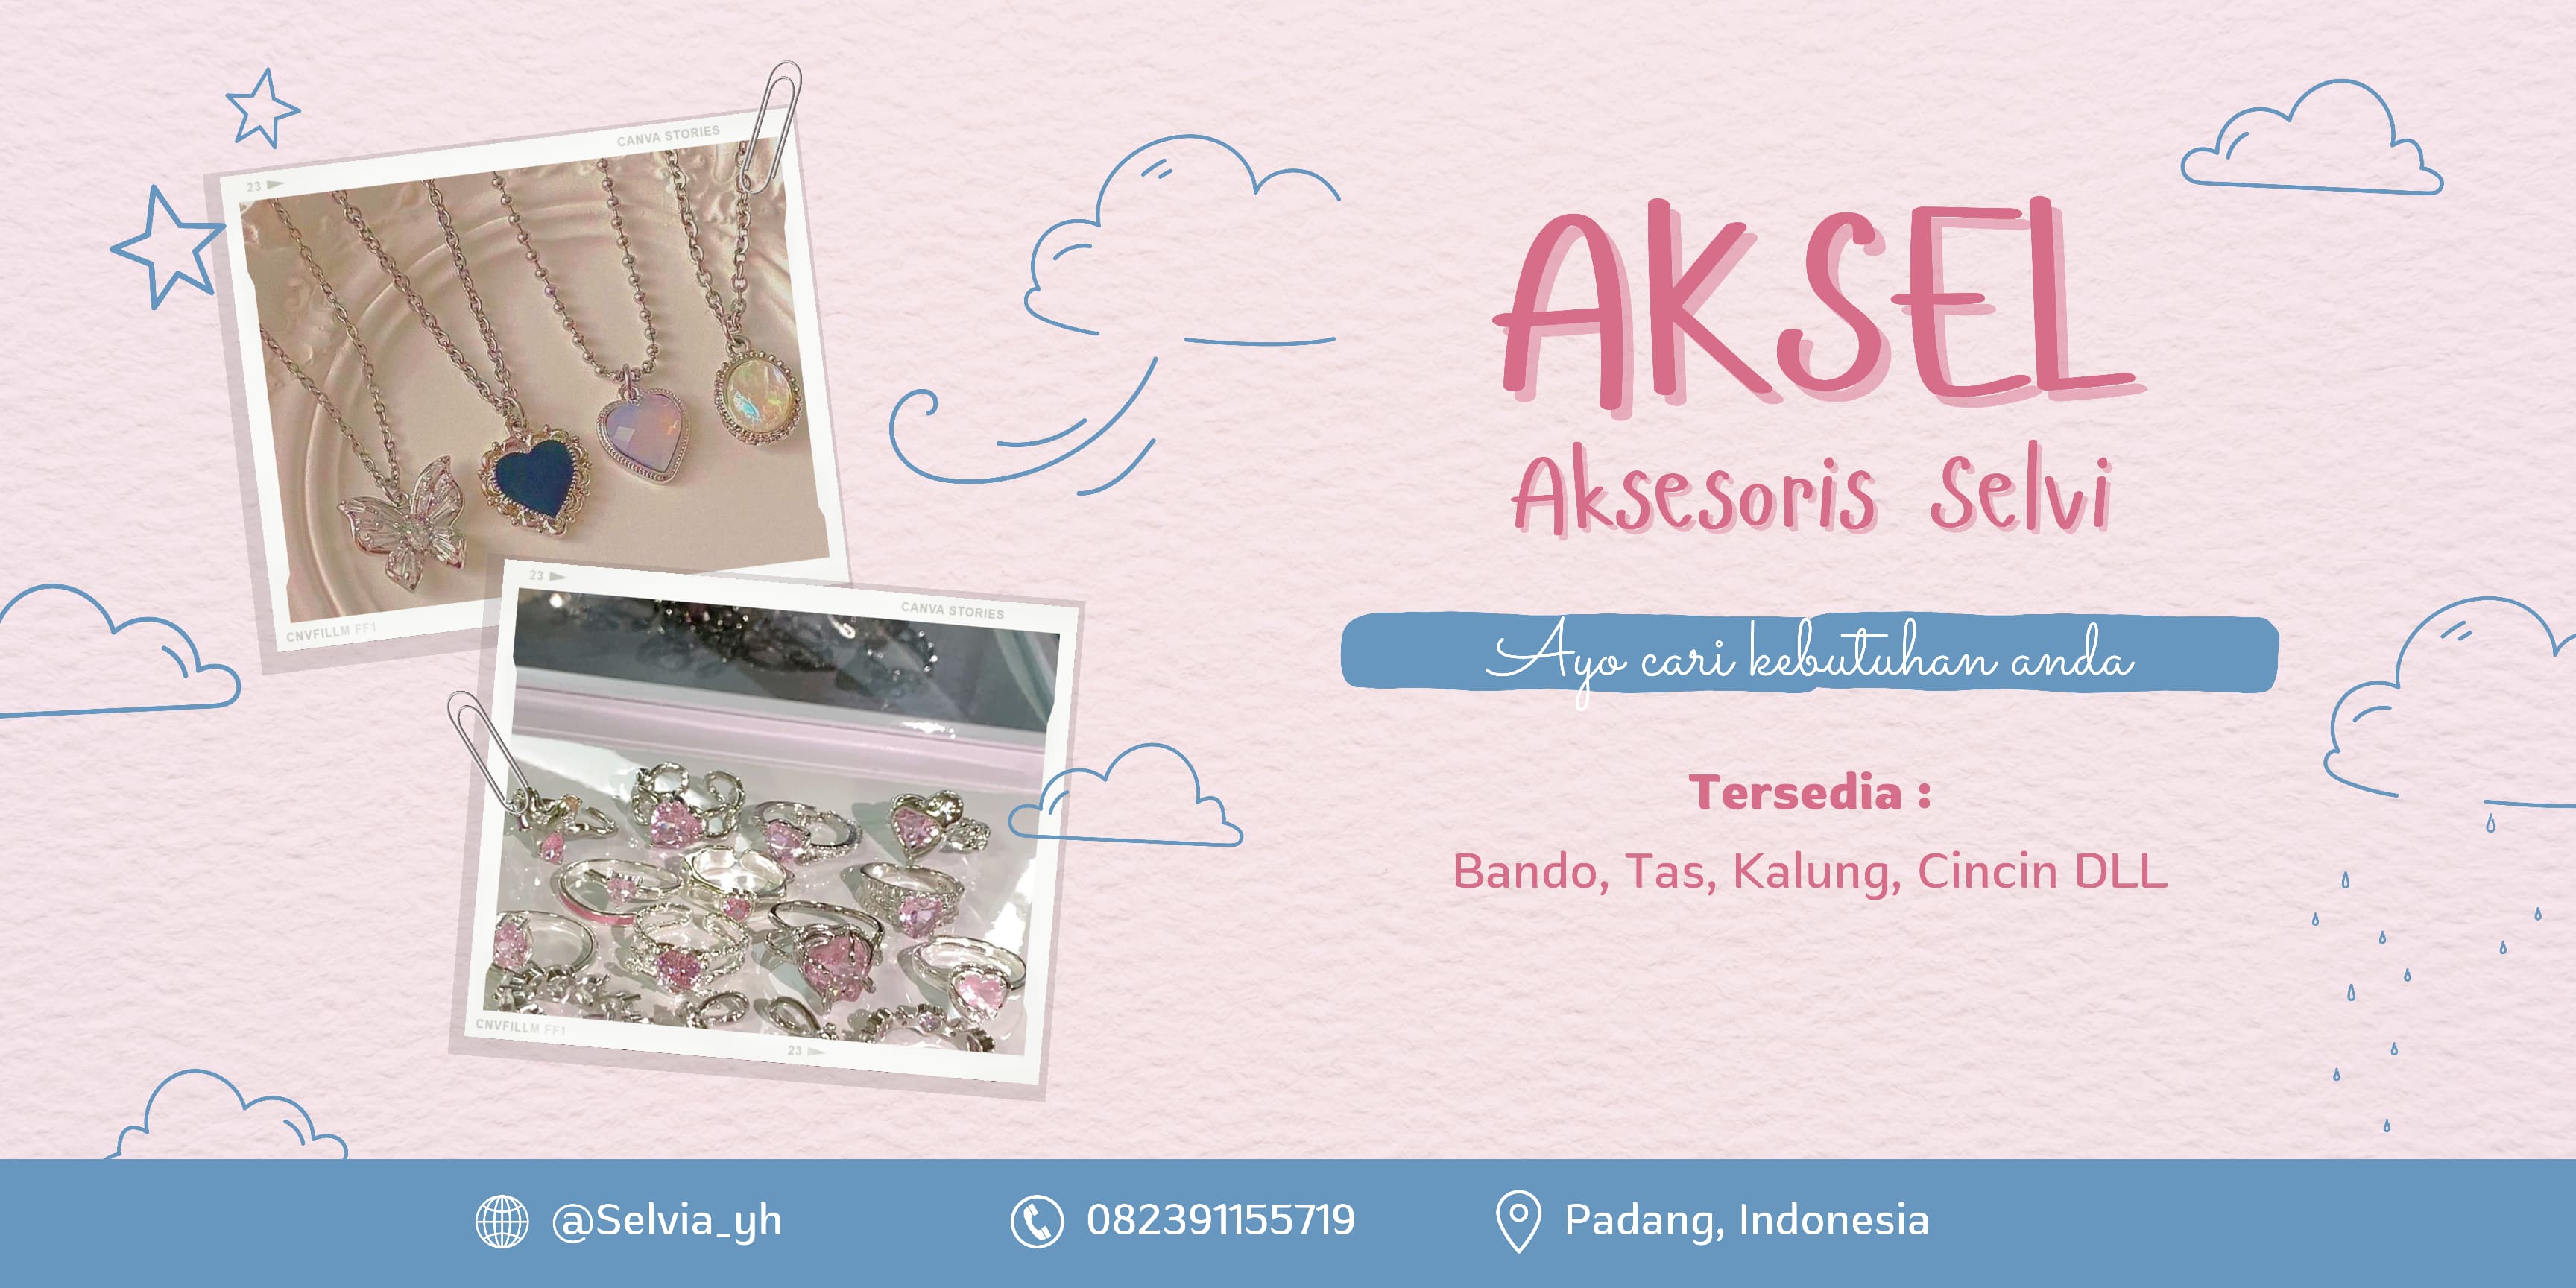 CANVA STORIES
23
CNVFILLM FF1
23
CANVA STORIES
CNVFILLM FF1
23
AKSEL
Aksesoris Selvi
Ayo cari kebutuhan anda
Tersedia :
Bando, Tas, Kalung, Cincin DLL
@Selvia_yh
082391155719
Padang, Indonesia